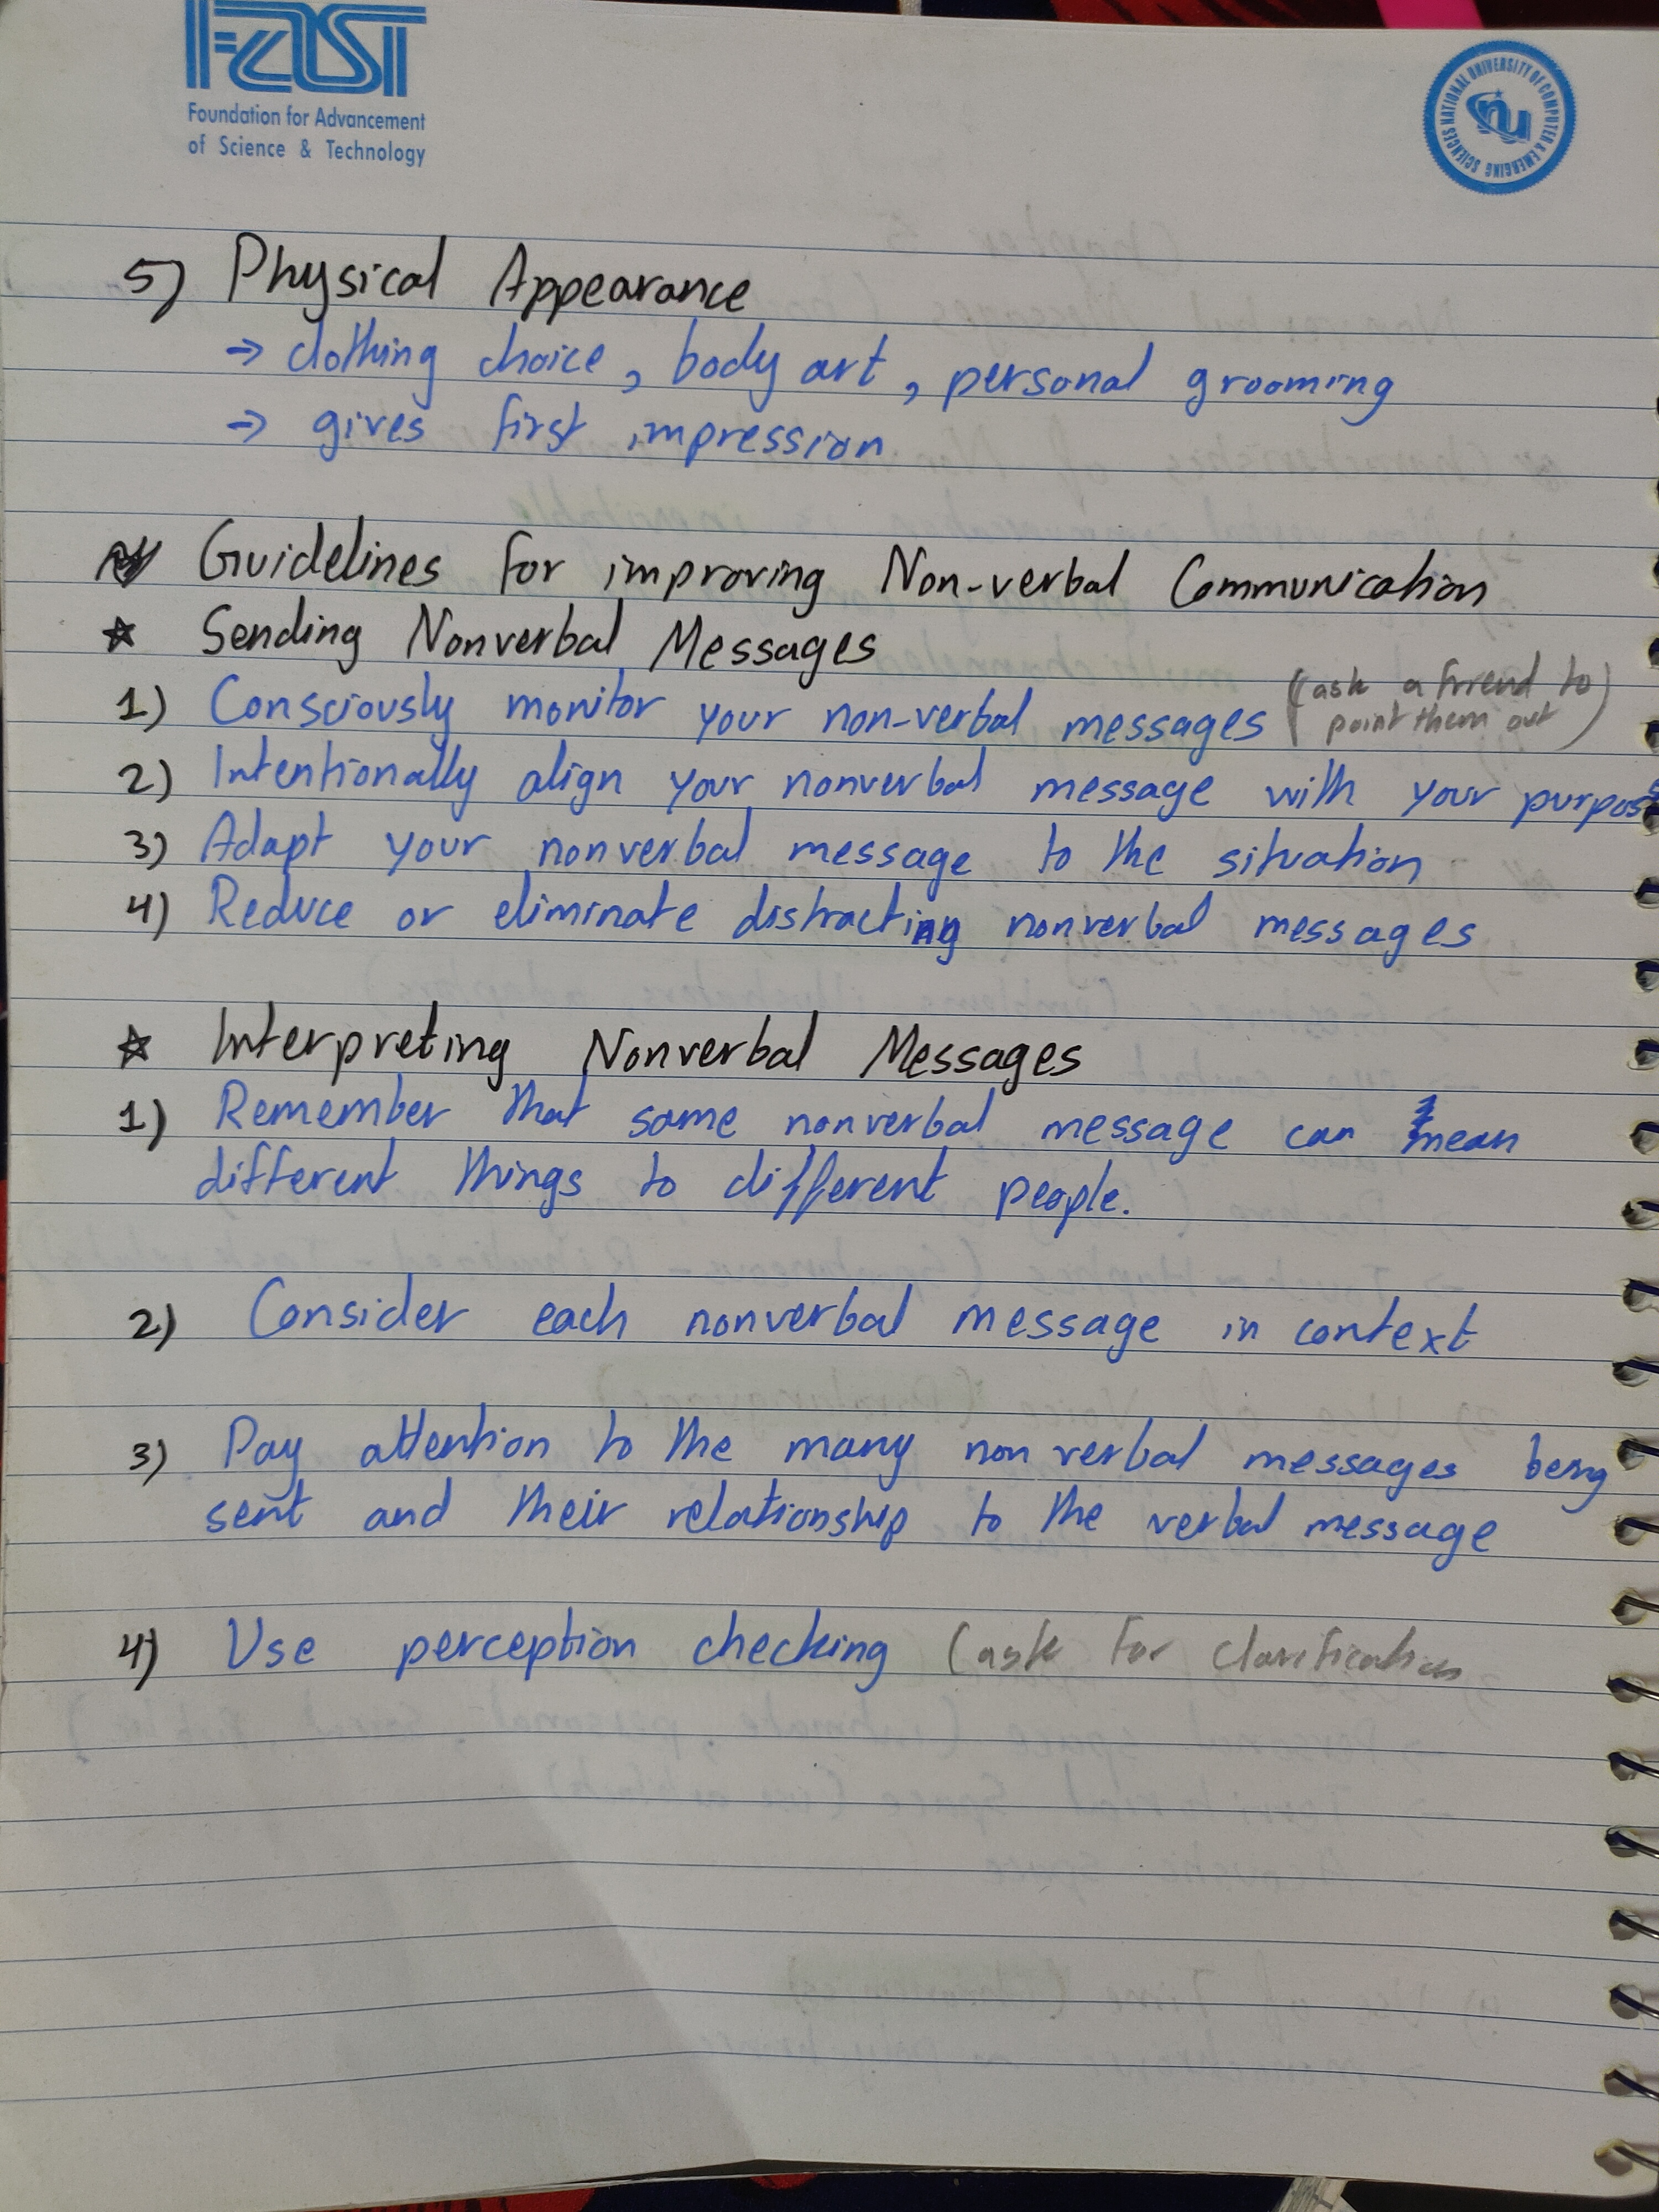 FAST
Foundation for Advancement
of Science & Technology
NATIONAL UNIVERSITY OF COMPUTER & EMERGING SCIENCES
nu
5) Physical Appearance
→ clothing choice, body art, personal grooming
→ gives first impression
Guidelines for improving Non-verbal Communication
☆ Sending Nonverbal Messages
1) Consciously monitor your non-verbal messages (ask a friend to
point them out)
2) Intentionally align your nonverbal message with your purpos
3) Adapt your nonverbal message to the situation
4) Reduce or eliminate distracting nonverbal messages
☆ Interpreting Nonverbal Messages
1) Remember that same nonverbal message can mean
different things to different people.
2) Consider each nonverbal message in context
3) Pay attention to the many non verbal messages being
sent and their relationship to the verbal message
4) Use perception checking (ask for clarification